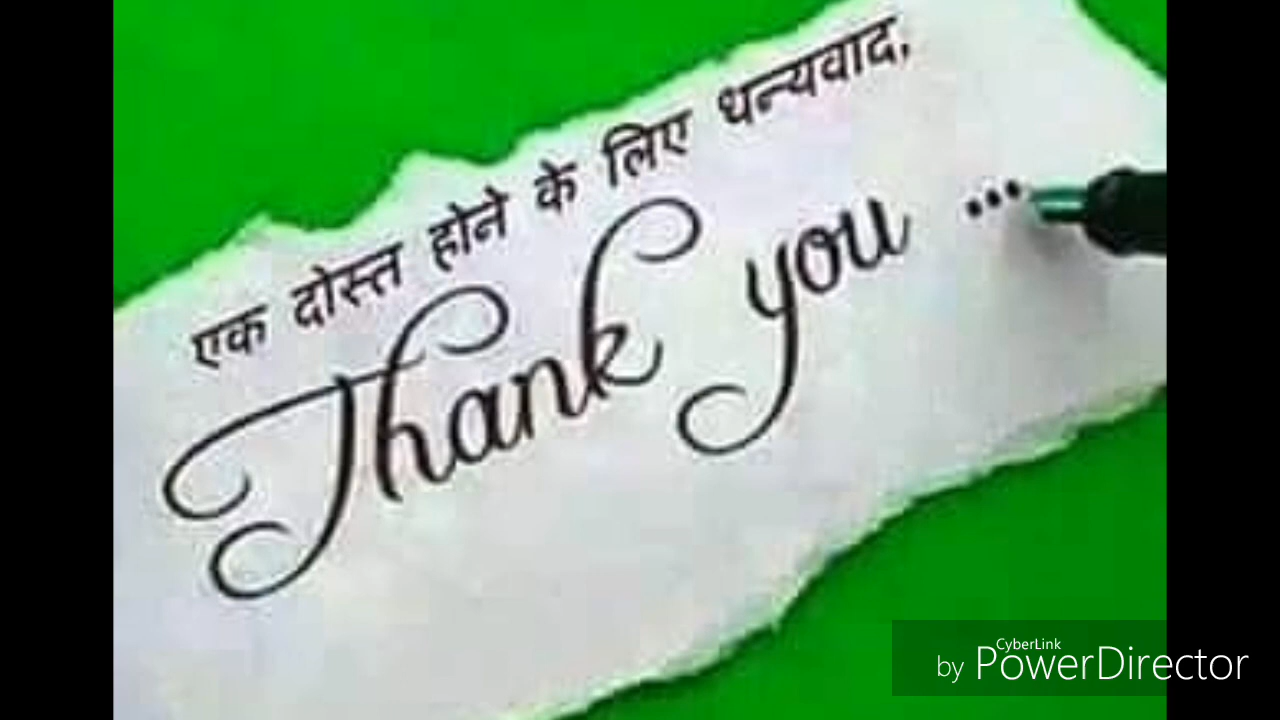 एक दोस्त होने के लिए धन्यवाद,
Thank you ...
CyberLink
by PowerDirector